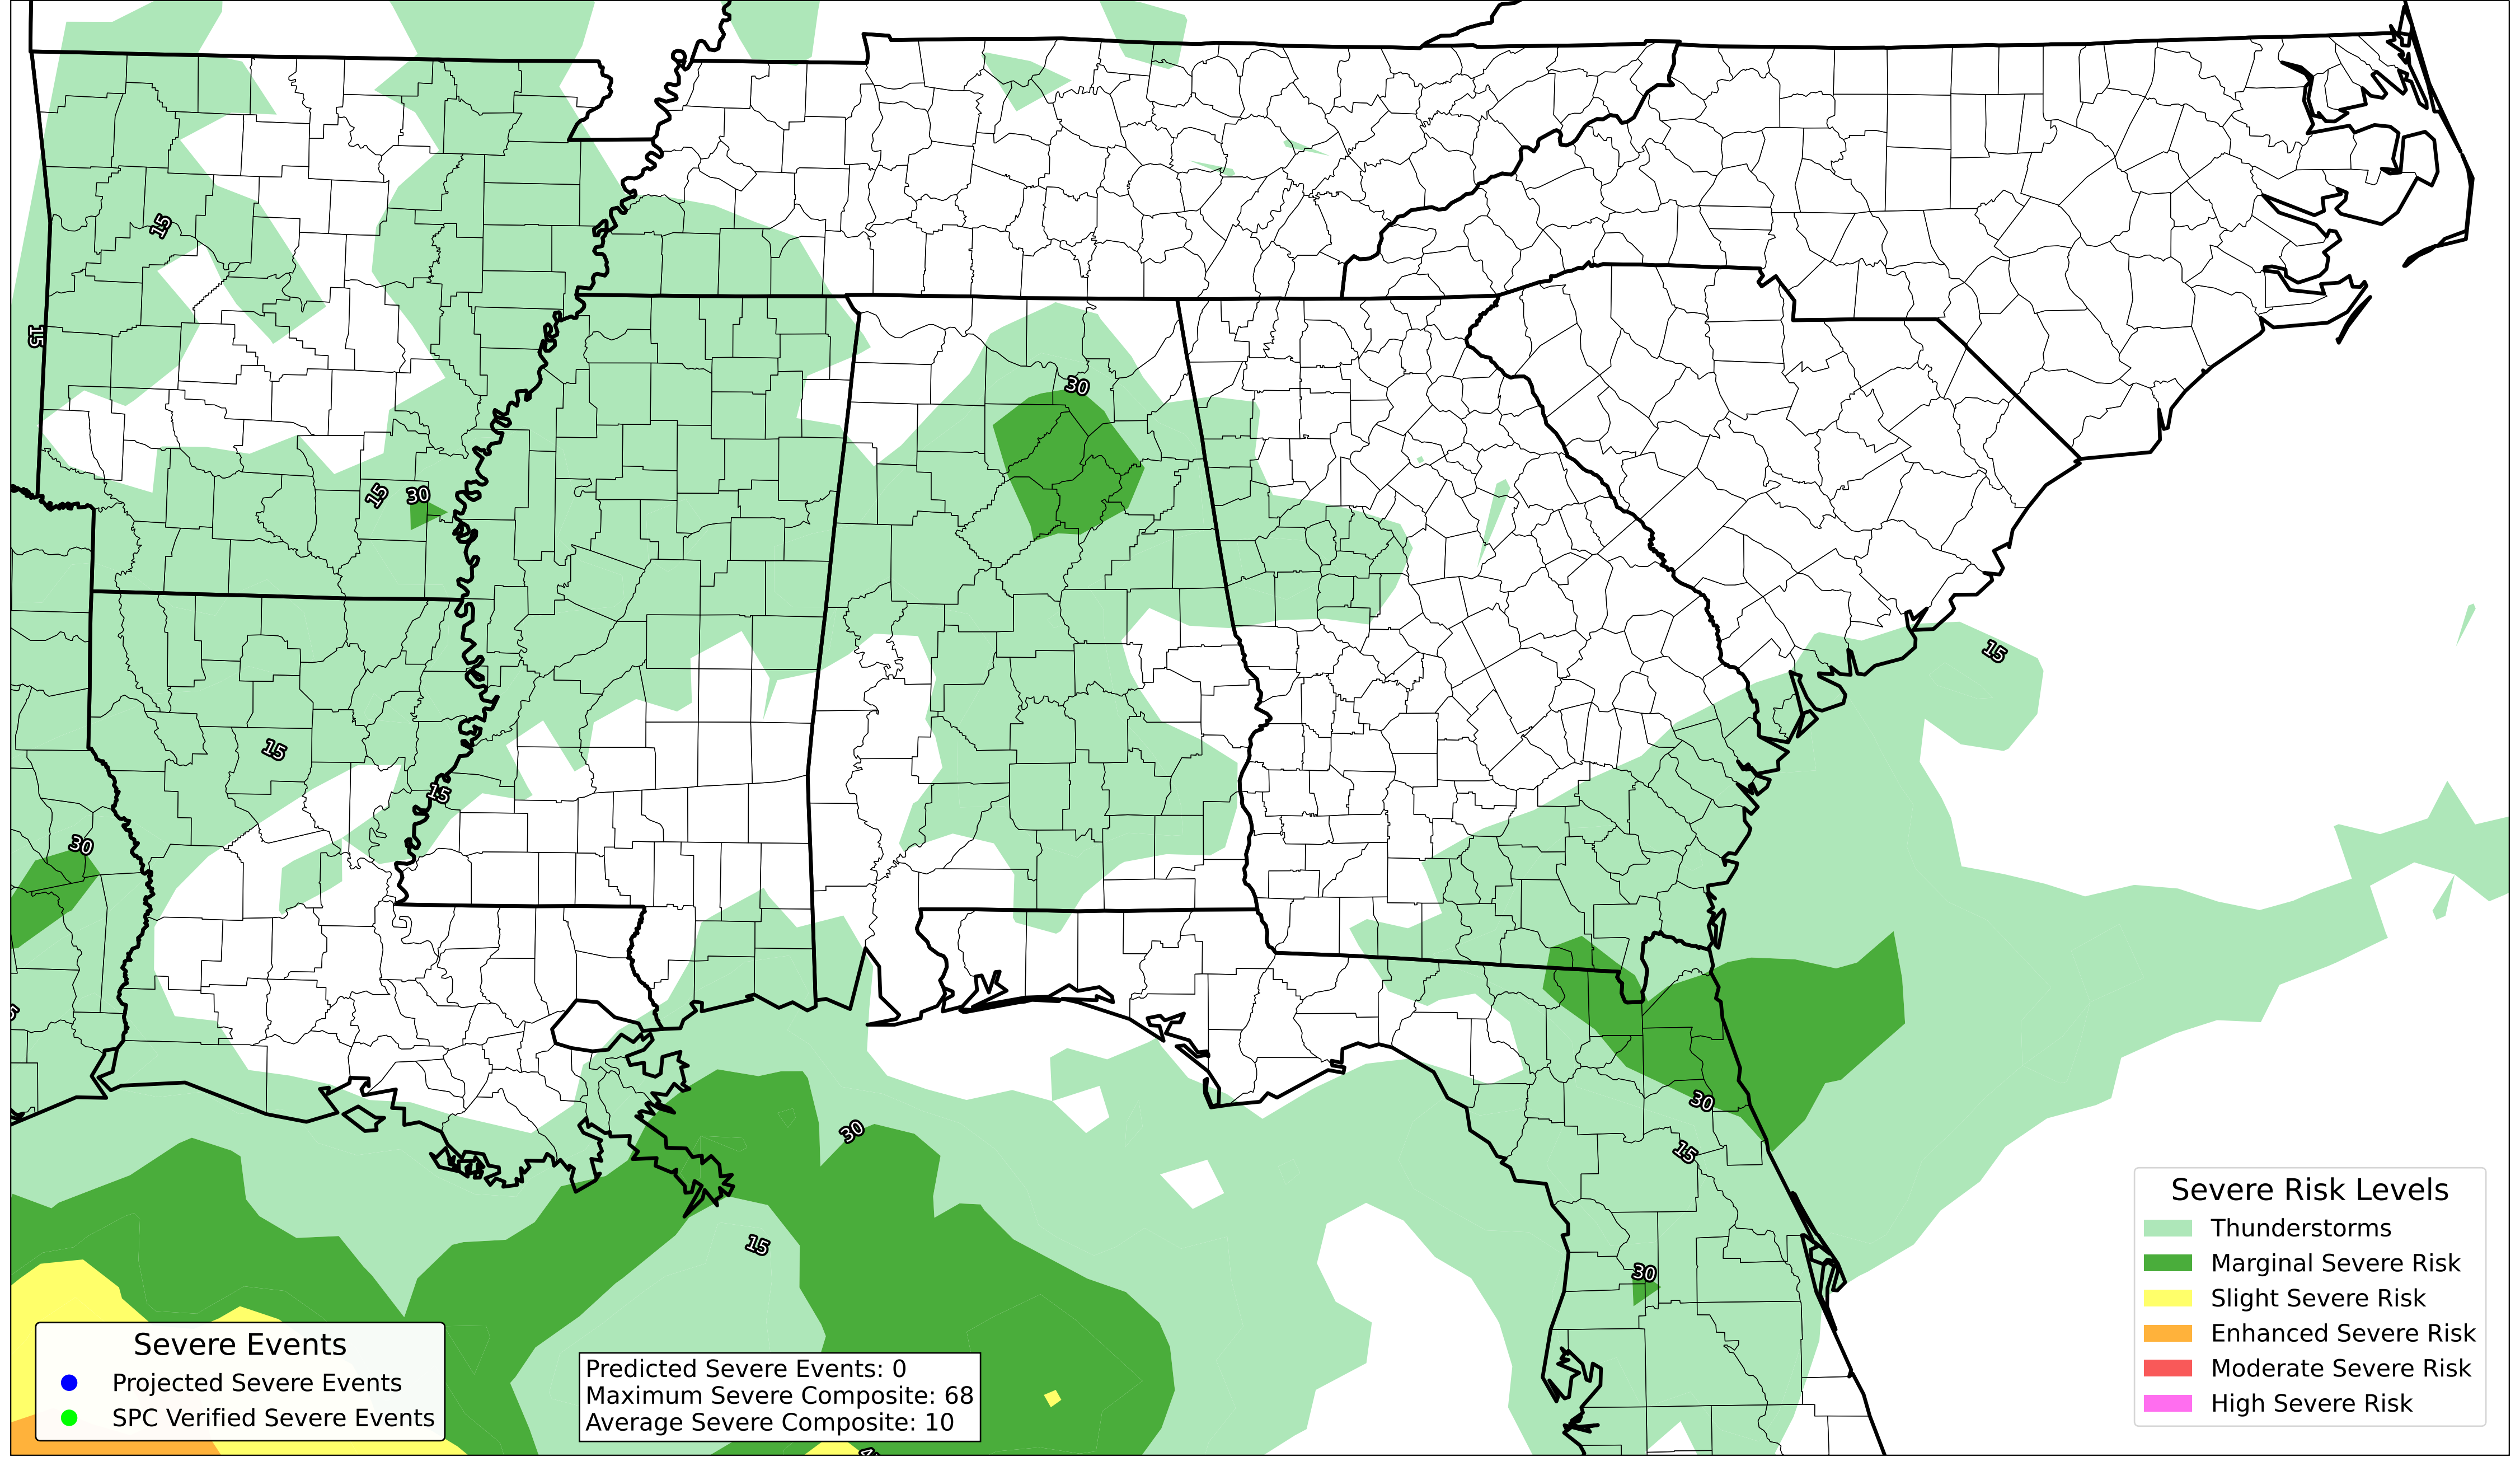 15
15
30
15
30
15
15
15
30
30
30
15
15
30
Severe Risk Levels
Thunderstorms
Marginal Severe Risk
Slight Severe Risk
Enhanced Severe Risk
Moderate Severe Risk
High Severe Risk
Severe Events
Projected Severe Events
SPC Verified Severe Events
Predicted Severe Events: 0
Maximum Severe Composite: 68
Average Severe Composite: 10